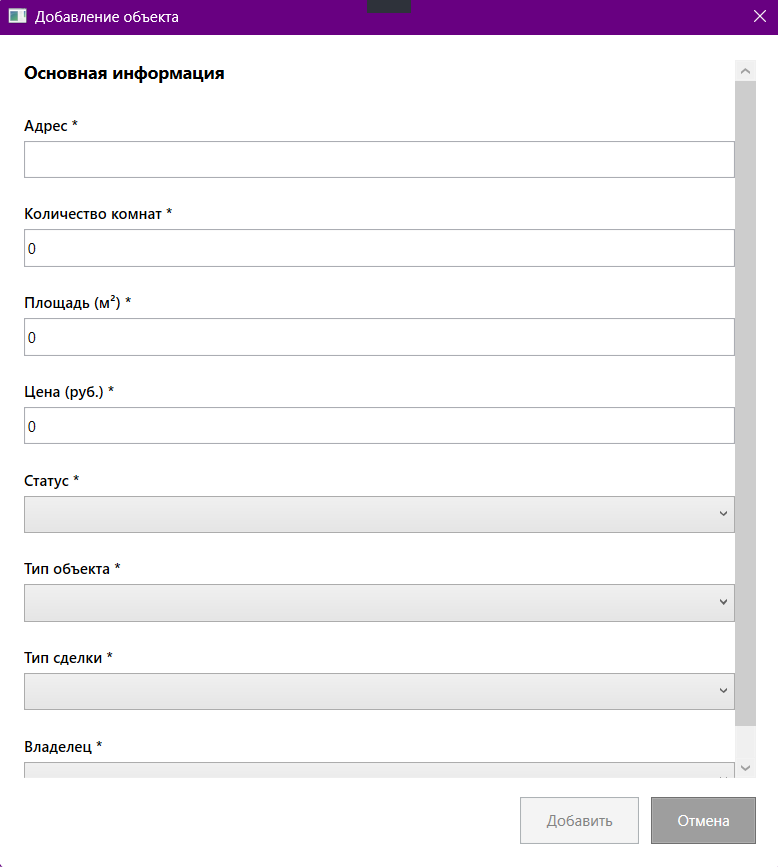 Добавление объекта
Основная информация
Адрес *
Количество комнат *
0
Площадь (м²) *
0
Цена (руб.) *
0
Статус *
Тип объекта *
Тип сделки *
Владелец *
Добавить
Отмена